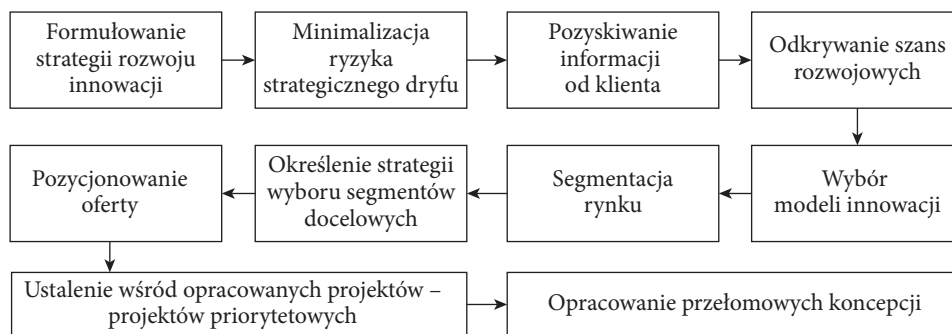 Formułowanie
strategii rozwoju
innowacji
Minimalizacja
ryzyka
strategicznego dryfu
Pozyskiwanie
informacji
od klienta
Odkrywanie szans
rozwojowych
Wybór
modeli innowacji
Segmentacja
rynku
Określenie strategii
wyboru segmentów
docelowych
Pozycjonowanie
oferty
Ustalenie wśród opracowanych projektów –
projektów priorytetowych
Opracowanie przełomowych koncepcji